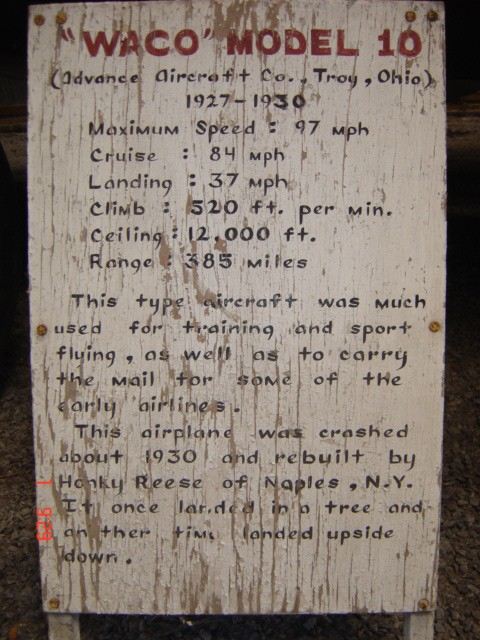 "WACO" MODEL 10
(Advance Aircraft Co., Troy, Ohio)
1927-1930
Maximum Speed : 97 mph
Cruise : 84 mph
Landing : 37 mph
Climb : 520 ft. per min.
Ceiling : 12,000 ft.
Range : 385 miles
This type aircraft was much
used for training and sport
flying, as well as to carry
the mail for some of the
early airlines.
This airplane was crashed
about 1930 and rebuilt by
Honky Reese of Naples, N.Y.
It once landed in a tree and
another time landed upside
down.